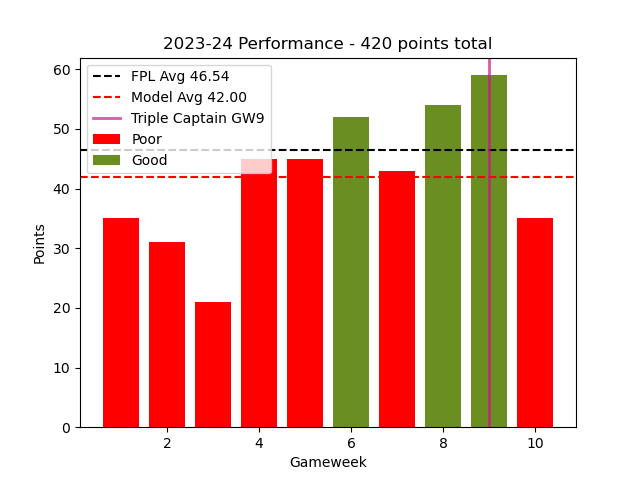 2023-24 Performance - 420 points total
FPL Avg 46.54
Model Avg 42.00
Triple Captain GW9
Poor
Good
60
50
40
30
20
10
0
Points
2 4 6 8 10
Gameweek